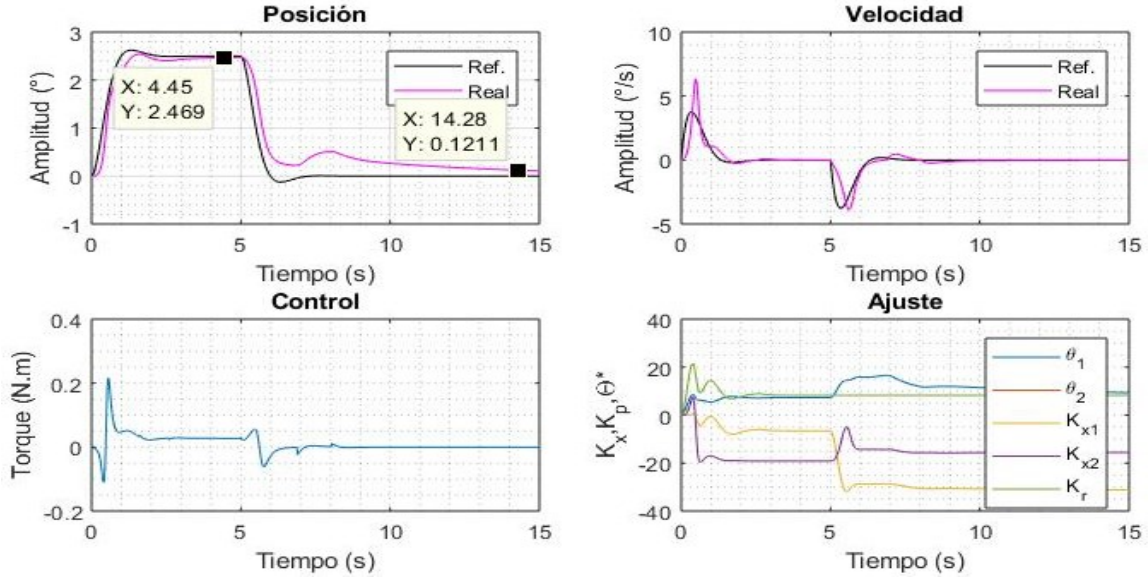 Posición
3
2
1
0
-1
Amplitud (°)
Ref.
Real
X: 4.45
Y: 2.469
X: 14.28
Y: 0.1211
0 5 10 15
Tiempo (s)
Velocidad
10
5
0
-5
Amplitud (°/s)
Ref.
Real
0 5 10 15
Tiempo (s)
Control
0.4
0.2
0
-0.2
Torque (N.m)
0 5 10 15
Tiempo (s)
Ajuste
40
20
0
-20
-40
K_x,K_p,Θ*
θ_1
θ_2
K_x1
K_x2
K_r
0 5 10 15
Tiempo (s)